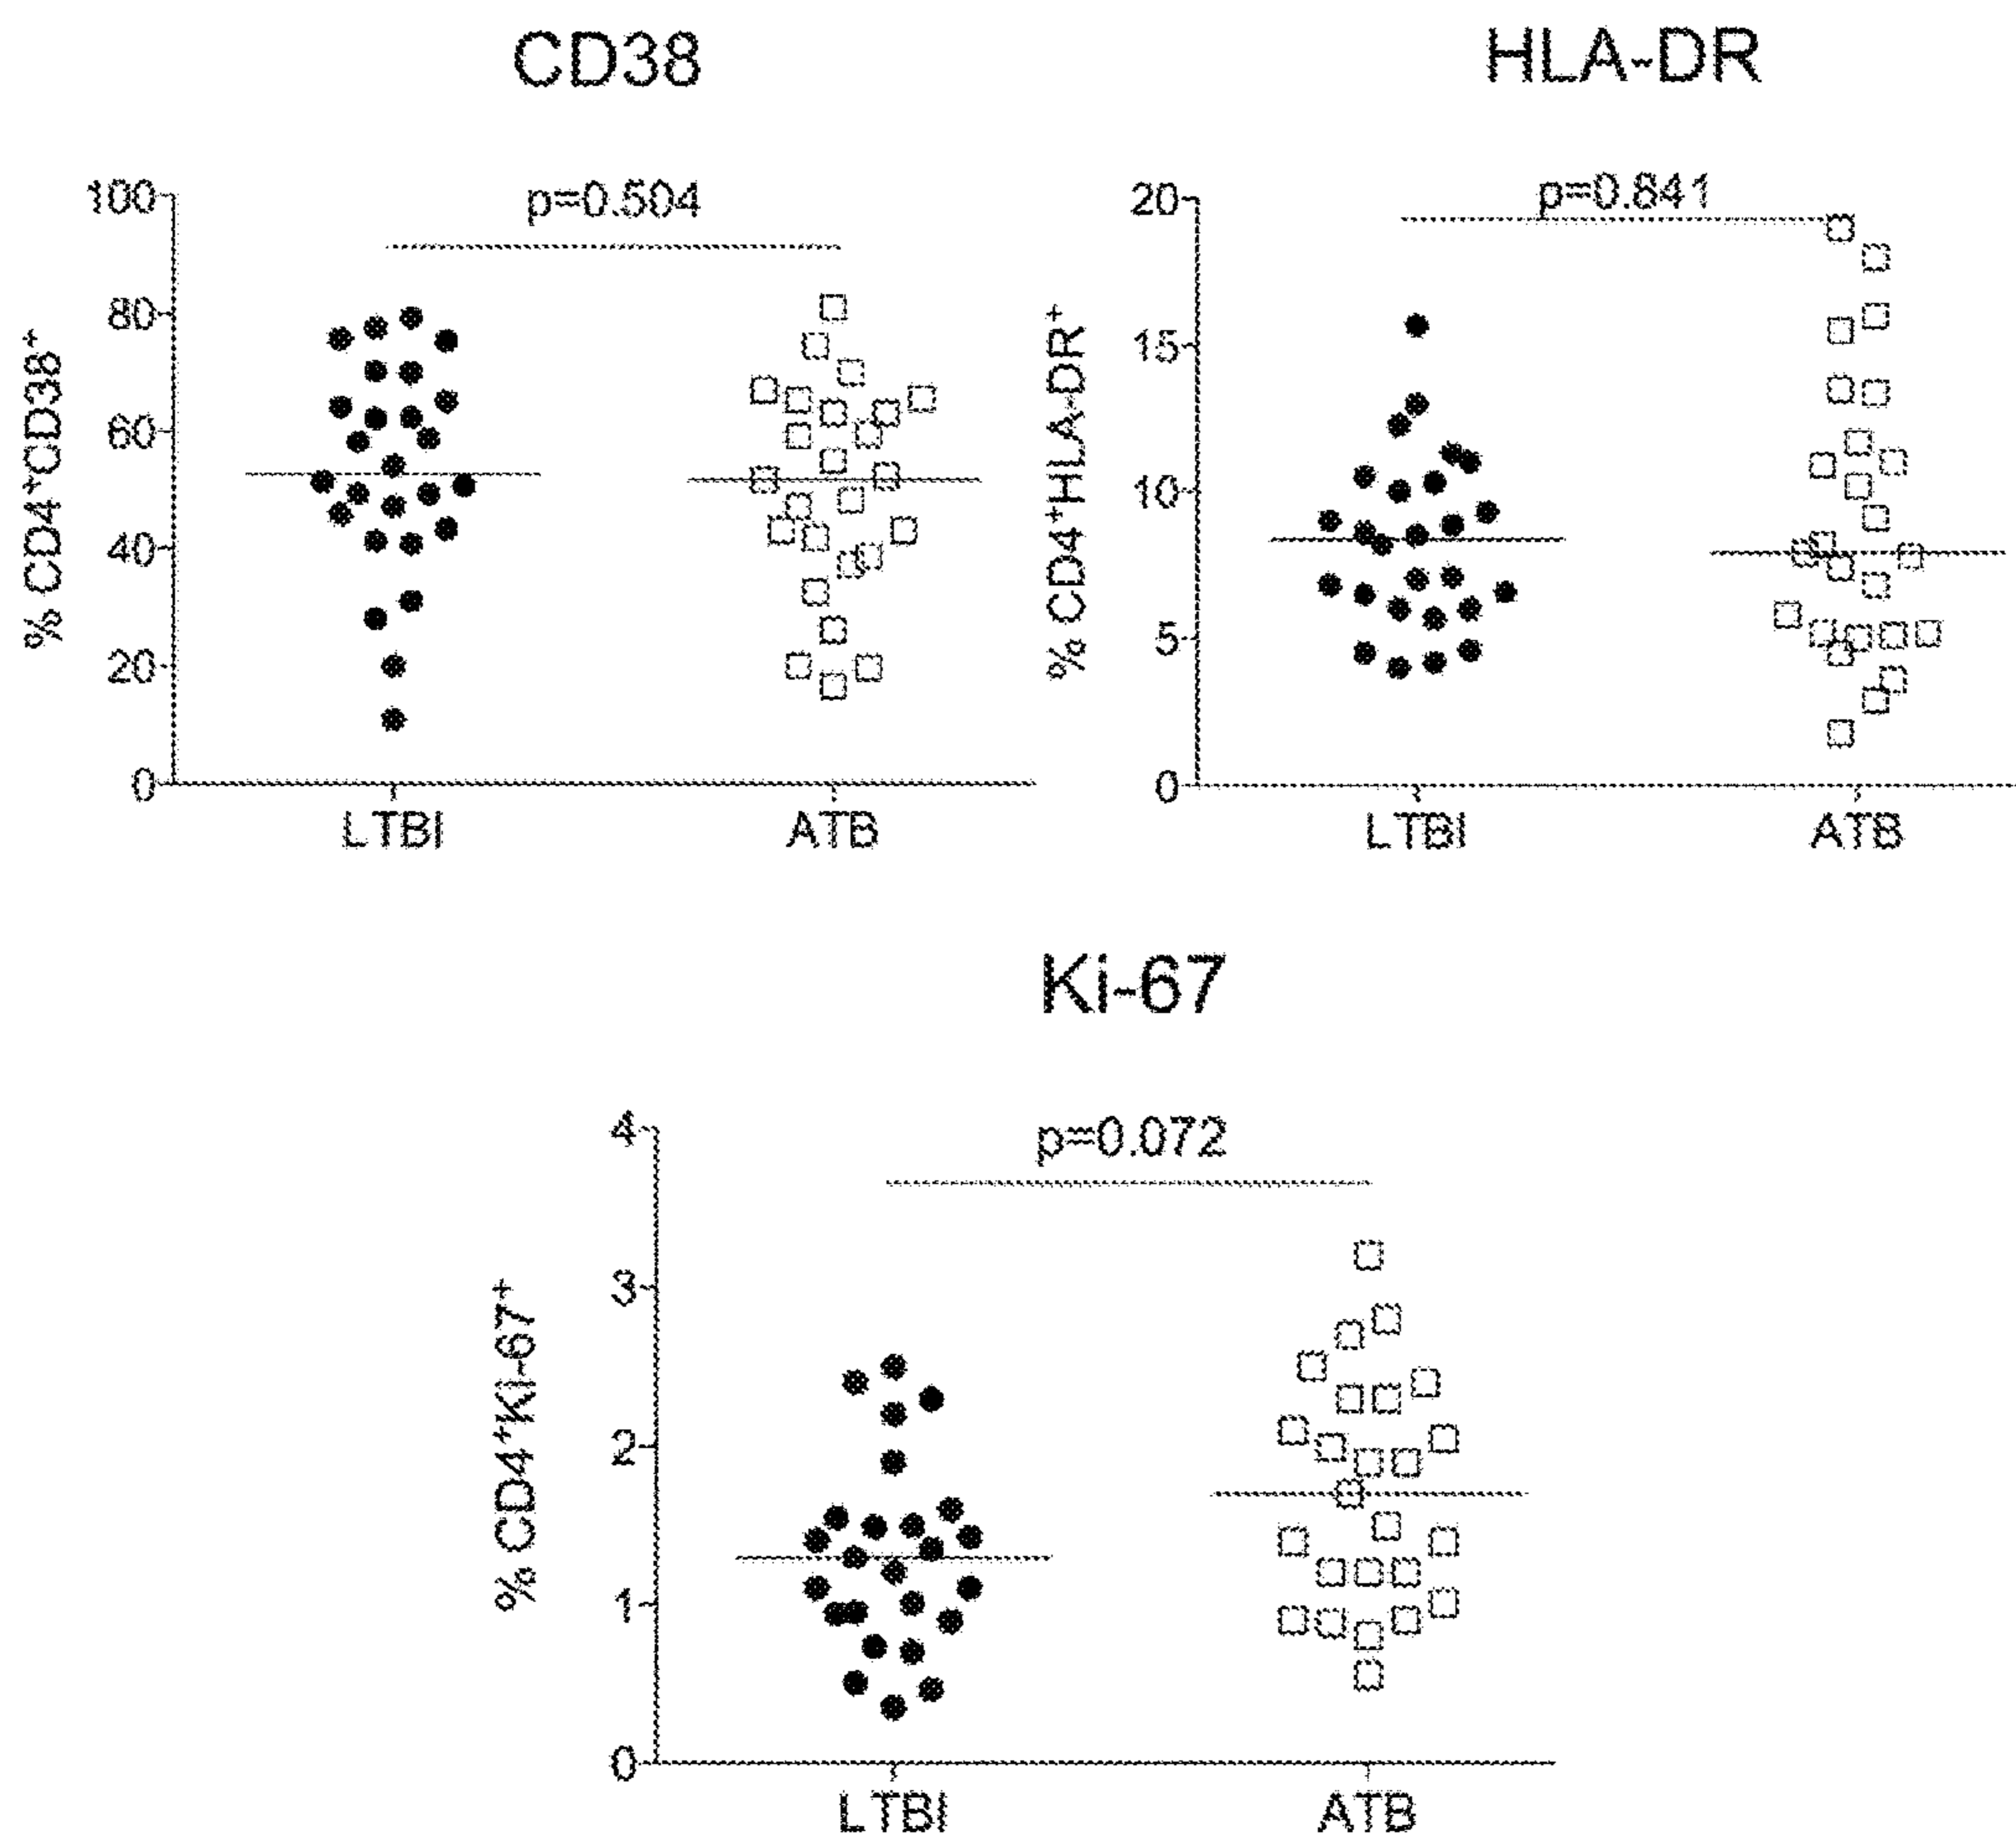 CD38
% CD4⁺CD38⁺
100
80
60
40
20
0
p=0.504
LTBI
ATB
HLA-DR
% CD4⁺HLA-DR⁺
20
15
10
5
0
p=0.841
LTBI
ATB
Ki-67
% CD4⁺Ki-67⁺
4
3
2
1
0
p=0.072
LTBI
ATB